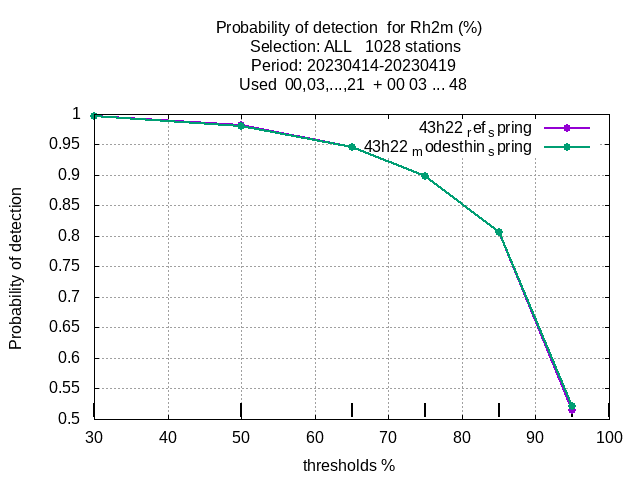 Probability of detection  for Rh2m (%)
Selection: ALL   1028 stations
Period: 20230414-20230419
Used  00,03,...,21  + 00 03 ... 48
43h22 ref spring
43h22 modesthin spring
Probability of detection
1
0.95
0.9
0.85
0.8
0.75
0.7
0.65
0.6
0.55
0.5
30 40 50 60 70 80 90 100
thresholds %